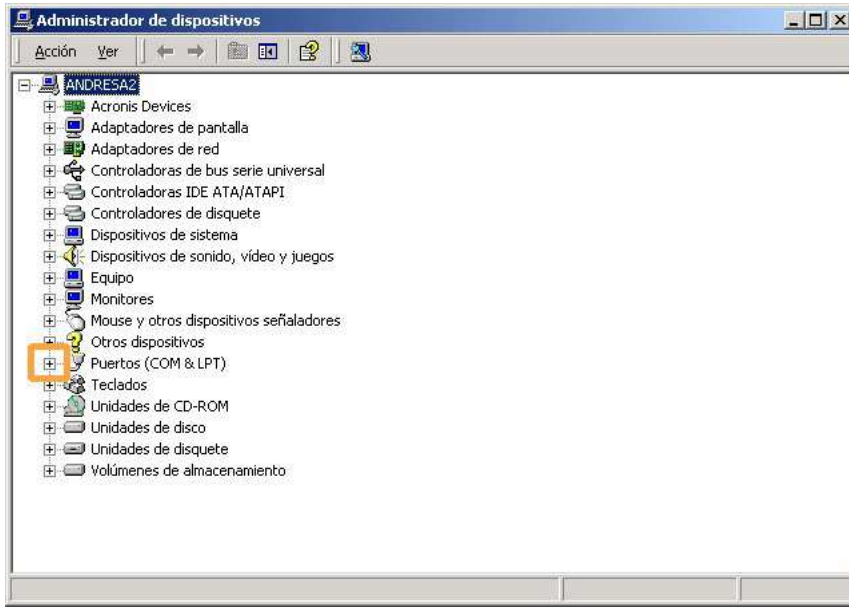 Administrador de dispositivos
Acción Ver
ANDRESA2
Acronis Devices
Adaptadores de pantalla
Adaptadores de red
Controladoras de bus serie universal
Controladoras IDE ATA/ATAPI
Controladores de disquete
Dispositivos de sistema
Dispositivos de sonido, vídeo y juegos
Equipo
Monitores
Mouse y otros dispositivos señaladores
Otros dispositivos
Puertos (COM & LPT)
Teclados
Unidades de CD-ROM
Unidades de disco
Unidades de disquete
Volúmenes de almacenamiento